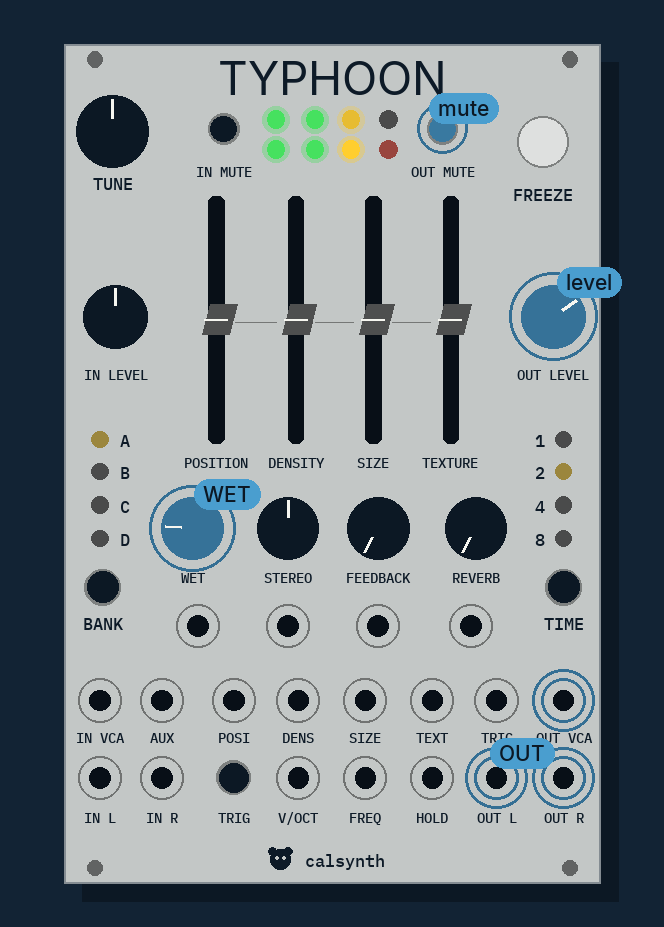 TYPHOON
mute
TUNE
IN MUTE
OUT MUTE
FREEZE
level
IN LEVEL
OUT LEVEL
A
1
B
2
C
4
D
8
POSITION
DENSITY
SIZE
TEXTURE
WET
WET
STEREO
FEEDBACK
REVERB
BANK
TIME
IN VCA
AUX
POSI
DENS
SIZE
TEXT
TRIG
OUT VCA
OUT
IN L
IN R
TRIG
V/OCT
FREQ
HOLD
OUT L
OUT R
calsynth